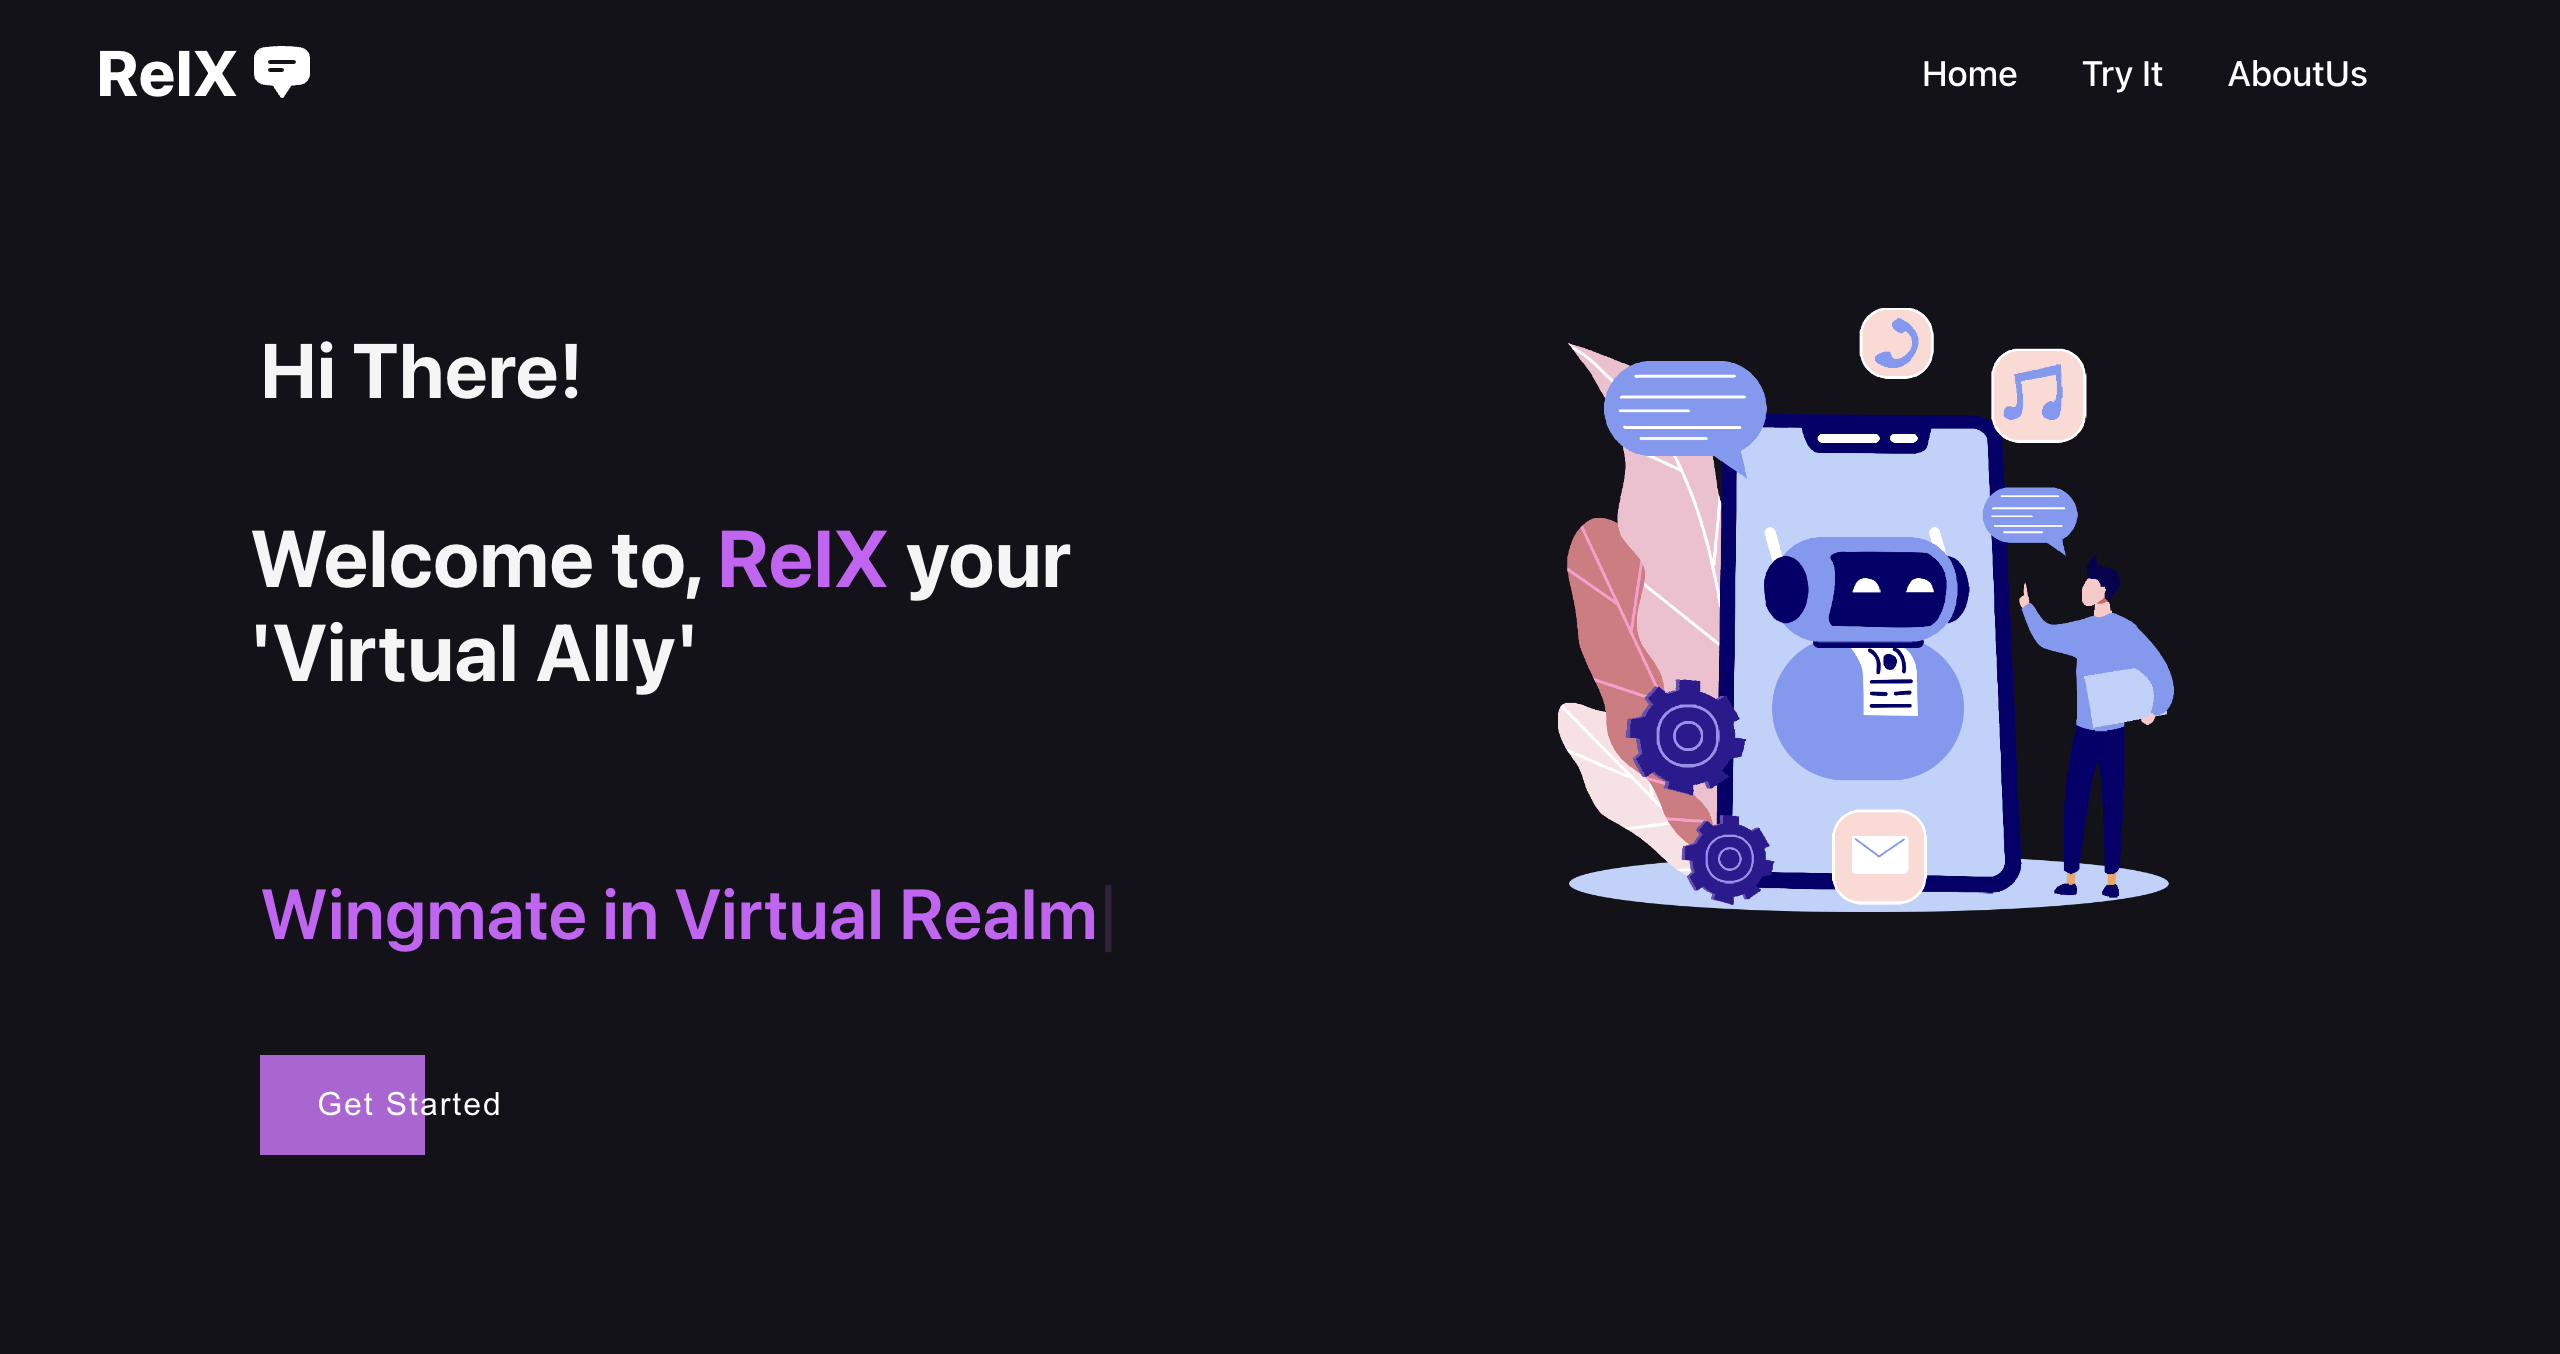 RelX
Home Try It AboutUs
Hi There!
Welcome to, RelX your
'Virtual Ally'
Wingmate in Virtual Realm
Get Started